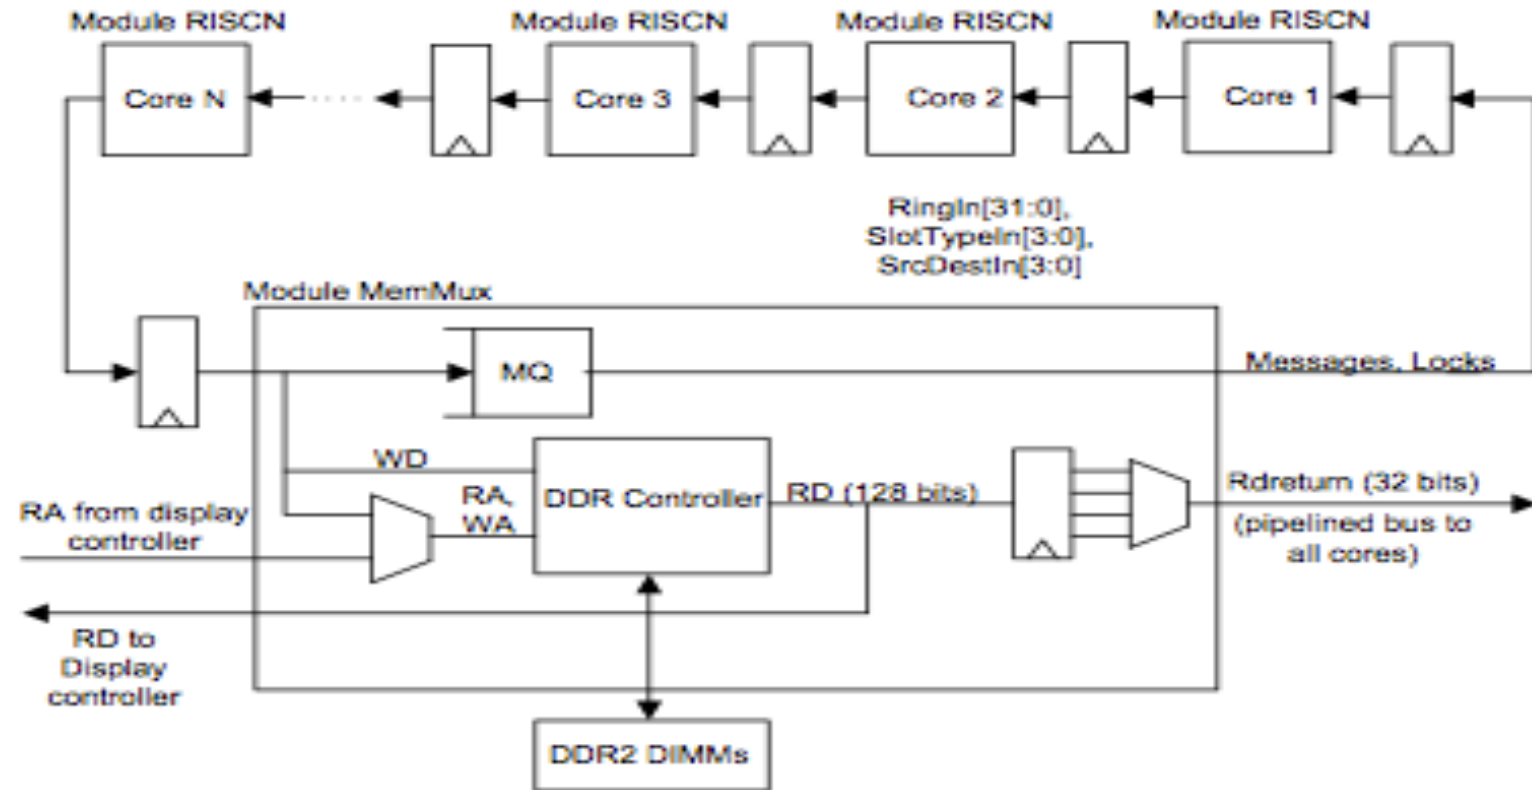 Module RISCN
Module RISCN
Module RISCN
Module RISCN
Core N
Core 3
Core 2
Core 1
RingIn[31:0],
SlotTypeIn[3:0],
SrcDestIn[3:0]
Module MemMux
MQ
Messages, Locks
WD
DDR Controller
RD (128 bits)
Rdreturn (32 bits)
(pipelined bus to
all cores)
RA,
WA
RA from display
controller
RD to
Display
controller
DDR2 DIMMs